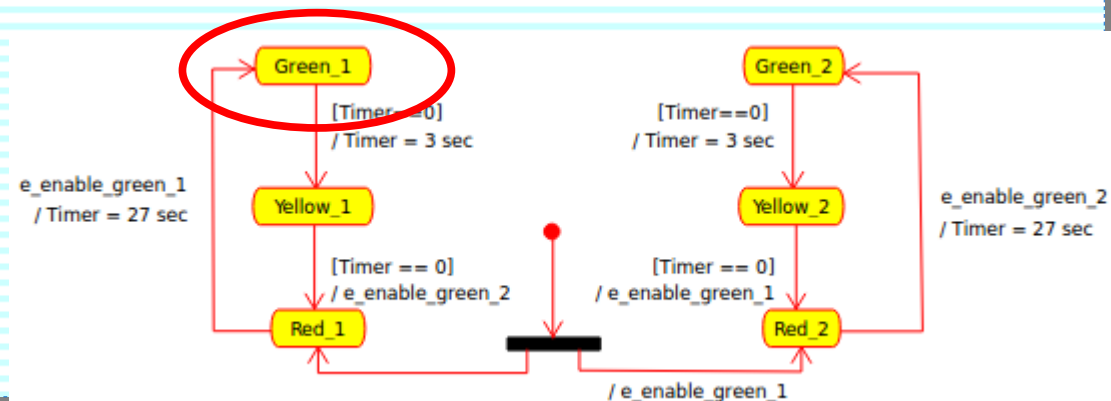 Green_1
Green_2
[Timer==0]
/ Timer = 3 sec
[Timer==0]
/ Timer = 3 sec
e_enable_green_1
/ Timer = 27 sec
Yellow_1
Yellow_2
e_enable_green_2
/ Timer = 27 sec
[Timer == 0]
/ e_enable_green_2
[Timer == 0]
/ e_enable_green_1
Red_1
Red_2
/ e_enable_green_1